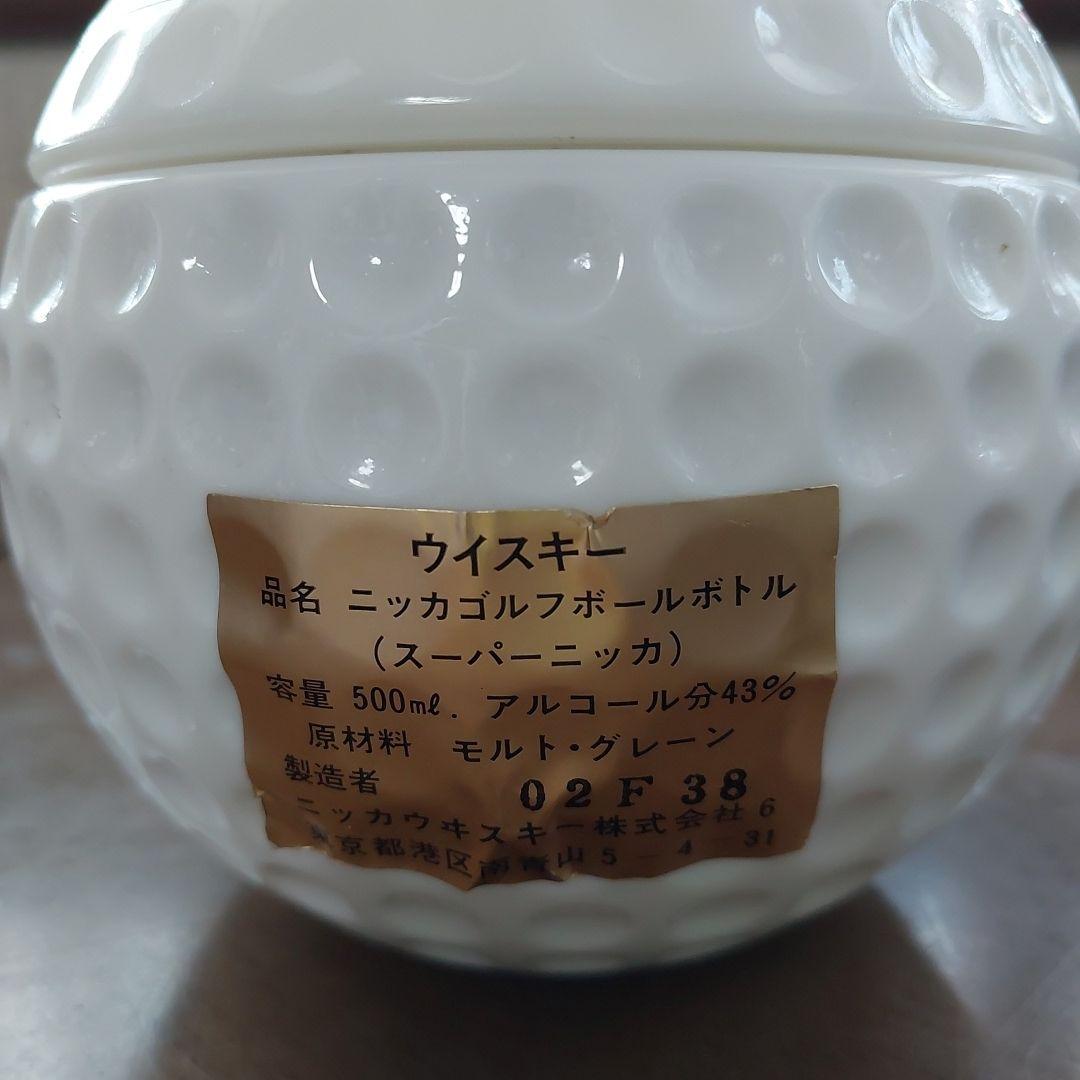 ウイスキー
品名 ニッカゴルフボールボトル
(スーパーニッカ)
容量 500㎖. アルコール分43%
原材料 モルト・グレーン
製造者 02F38
ニッカウヰスキー株式会社 6
東京都港区南青山5-4-31